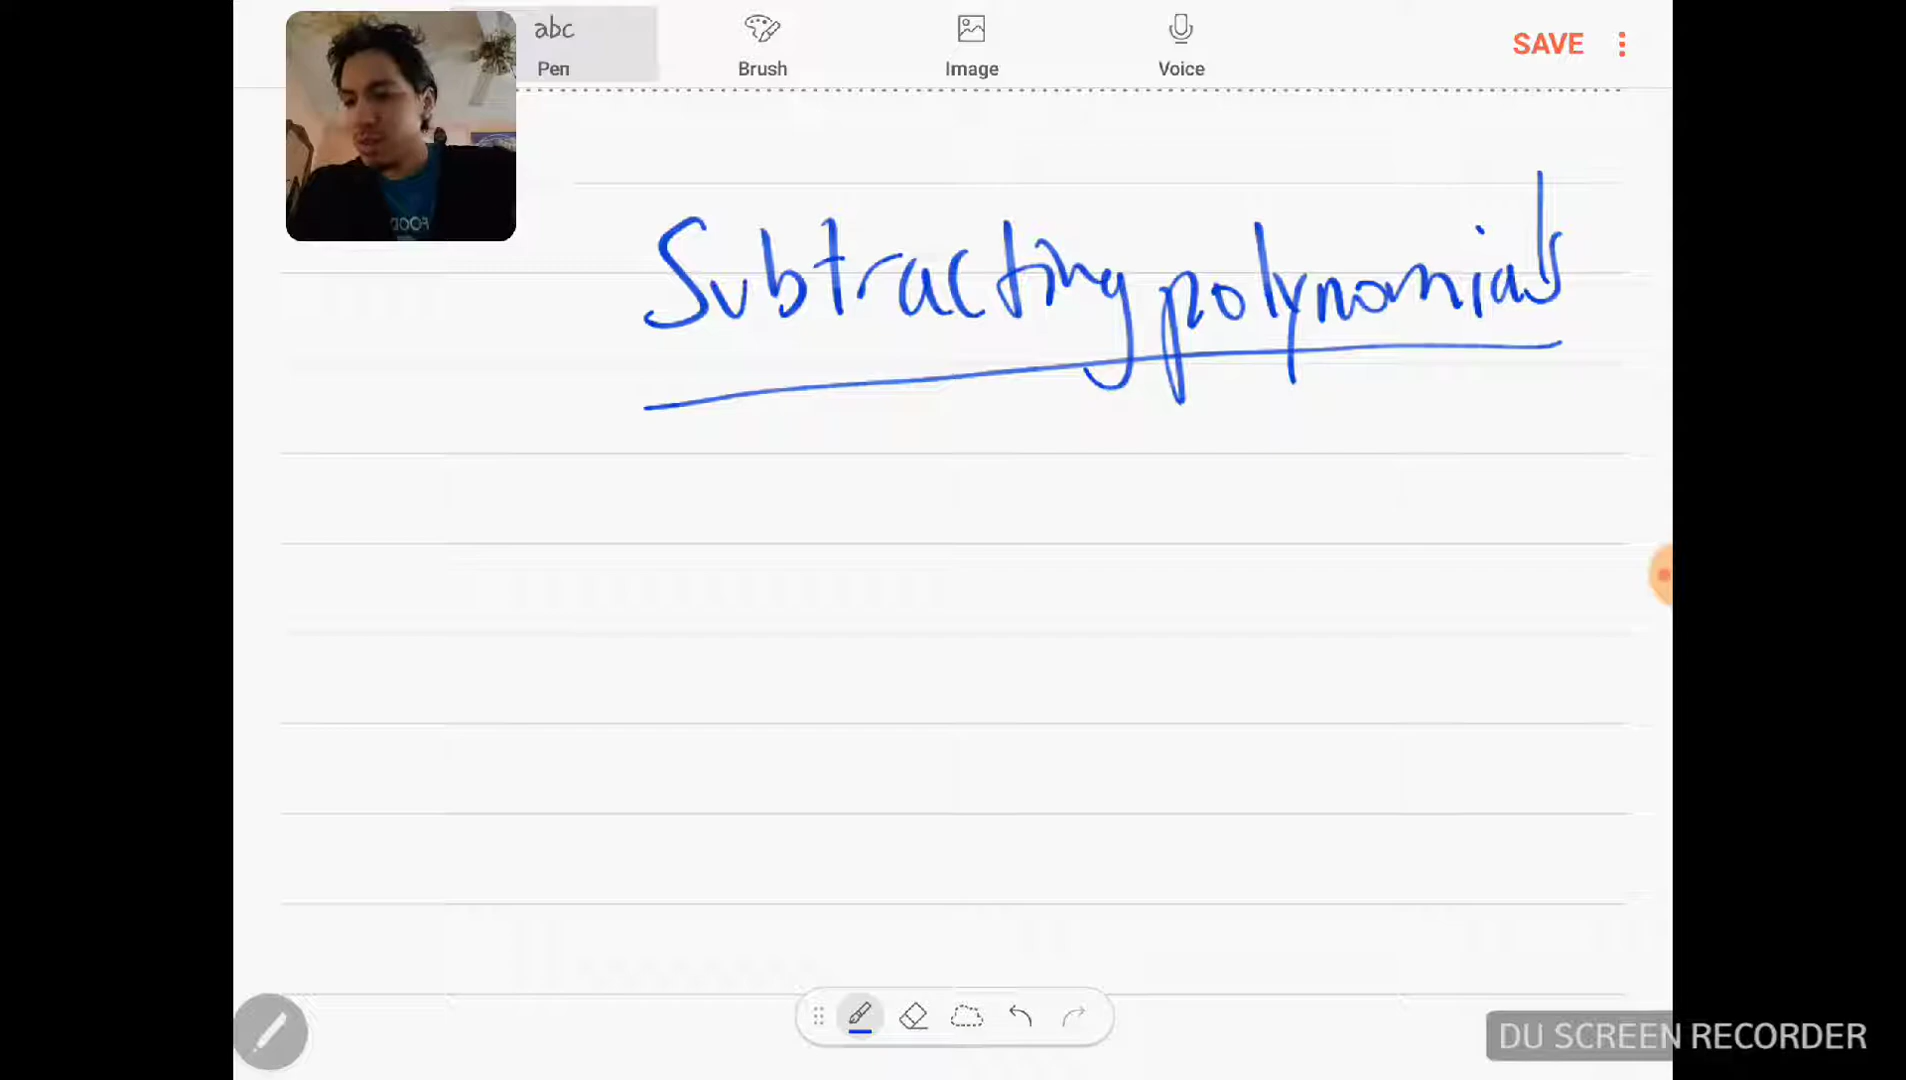 abc
Pen
Brush
Image
Voice
SAVE
Subtracting polynomials
DU SCREEN RECORDER